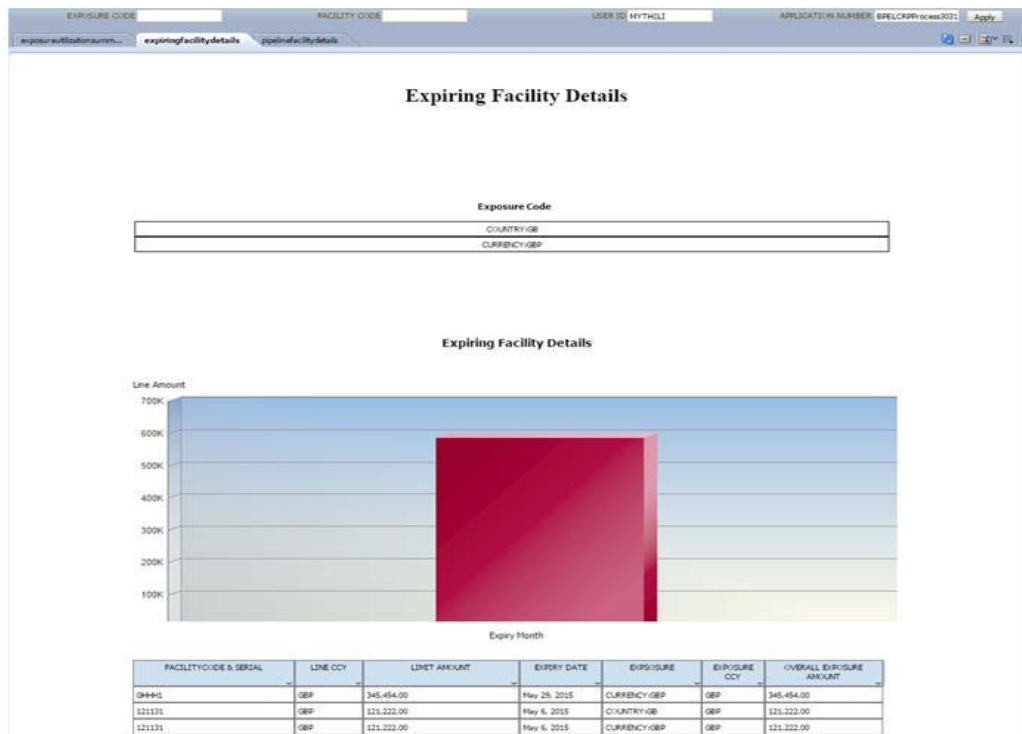 EXPOSURE CODE FACILITY CODE USER ID MYTHILI APPLICATION NUMBER BPELCRPProcess3031 Apply
exposureutilizationsumm... expiringfacilitydetails pipelinefacilitydetails
Expiring Facility Details
Exposure Code
COUNTRY:GB
CURRENCY:GBP
Expiring Facility Details
Line Amount
700K
600K
500K
400K
300K
200K
100K
Expiry Month
FACILITYCODE & SERIAL LINE CCY LIMIT AMOUNT EXPIRY DATE EXPSOSURE EXPOSURE CCY OVERALL EXPOSURE AMOUNT
GHHH1 GBP 345,454.00 May 29, 2015 CURRENCY:GBP GBP 345,454.00
121131 GBP 121,222.00 May 6, 2015 COUNTRY:GB GBP 121,222.00
121131 GBP 121,222.00 May 6, 2015 CURRENCY:GBP GBP 121,222.00